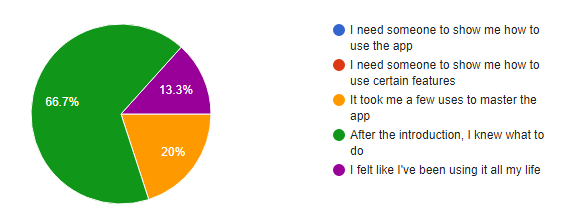 66.7%
13.3%
20%
I need someone to show me how to
use the app
I need someone to show me how to
use certain features
It took me a few uses to master the
app
After the introduction, I knew what to
do
I felt like I've been using it all my life